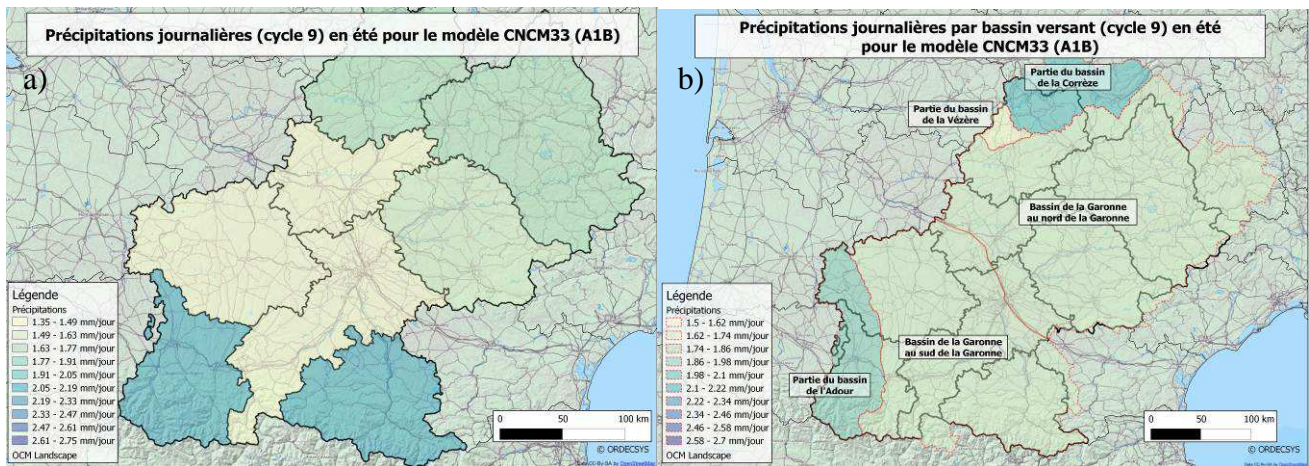 Précipitations journalières (cycle 9) en été pour le modèle CNCM33 (A1B)
a)
Légende
Précipitations
1.35 - 1.49 mm/jour
1.49 - 1.63 mm/jour
1.63 - 1.77 mm/jour
1.77 - 1.91 mm/jour
1.91 - 2.05 mm/jour
2.05 - 2.19 mm/jour
2.19 - 2.33 mm/jour
2.33 - 2.47 mm/jour
2.47 - 2.61 mm/jour
2.61 - 2.75 mm/jour
OCM Landscape
0 50 100 km
© ORDECSYS
Précipitations journalières par bassin versant (cycle 9) en été
pour le modèle CNCM33 (A1B)
b)
Partie du bassin
de la Corrèze
Partie du bassin
de la Vézère
Bassin de la Garonne
au nord de la Garonne
Bassin de la Garonne
au sud de la Garonne
Partie du bassin
de l'Adour
Légende
Précipitations
1.5 - 1.62 mm/jour
1.62 - 1.74 mm/jour
1.74 - 1.86 mm/jour
1.86 - 1.98 mm/jour
1.98 - 2.1 mm/jour
2.1 - 2.22 mm/jour
2.22 - 2.34 mm/jour
2.34 - 2.46 mm/jour
2.46 - 2.58 mm/jour
2.58 - 2.7 mm/jour
OCM Landscape
0 50 100 km
© ORDECSYS